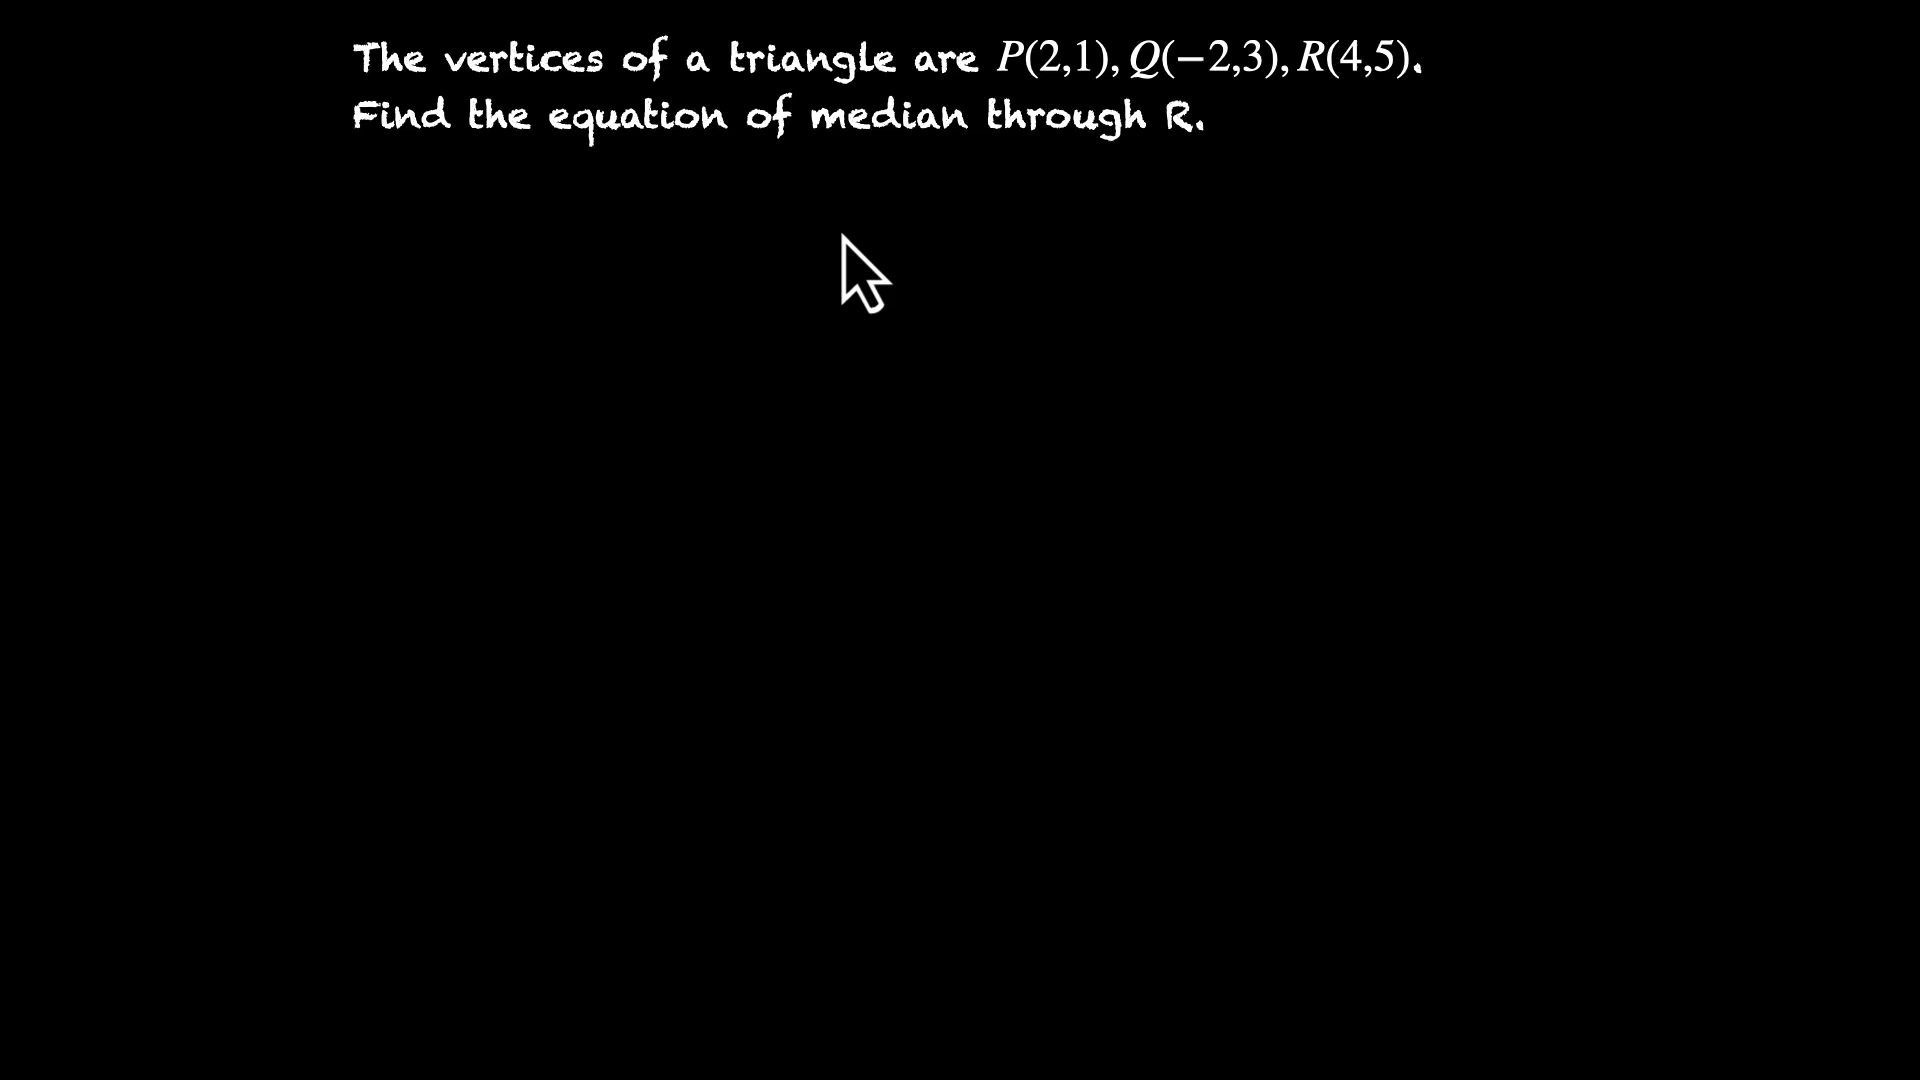 The vertices of a triangle are P(2,1), Q(−2,3), R(4,5).
Find the equation of median through R.